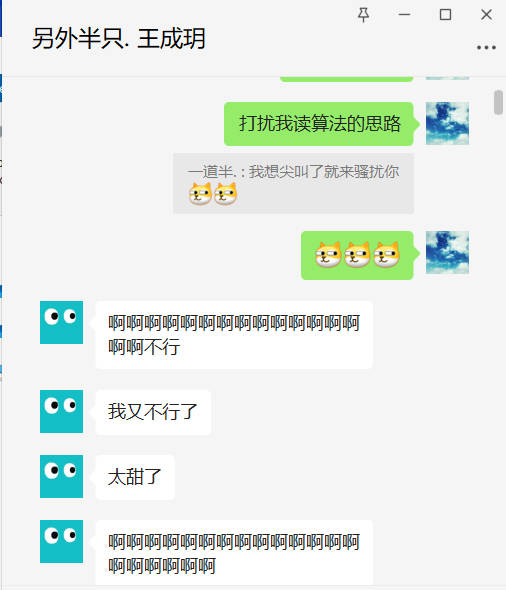 另外半只. 王成玥
打扰我读算法的思路
一道半. : 我想尖叫了就来骚扰你
啊啊啊啊啊啊啊啊啊啊啊啊啊啊
啊啊不行
我又不行了
太甜了
啊啊啊啊啊啊啊啊啊啊啊啊啊啊
啊啊啊啊啊啊